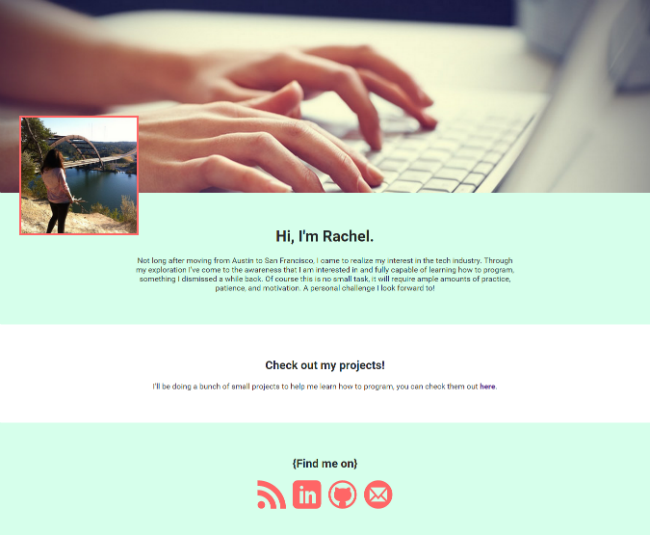 Hi, I'm Rachel.
Not long after moving from Austin to San Francisco, I came to realize my interest in the tech industry. Through
my exploration I've come to the awareness that I am interested in and fully capable of learning how to program,
something I dismissed a while back. Of course this is no small task, it will require ample amounts of practice,
patience, and motivation. A personal challenge I look forward to!
Check out my projects!
I'll be doing a bunch of small projects to help me learn how to program, you can check them out here.
{Find me on}
in